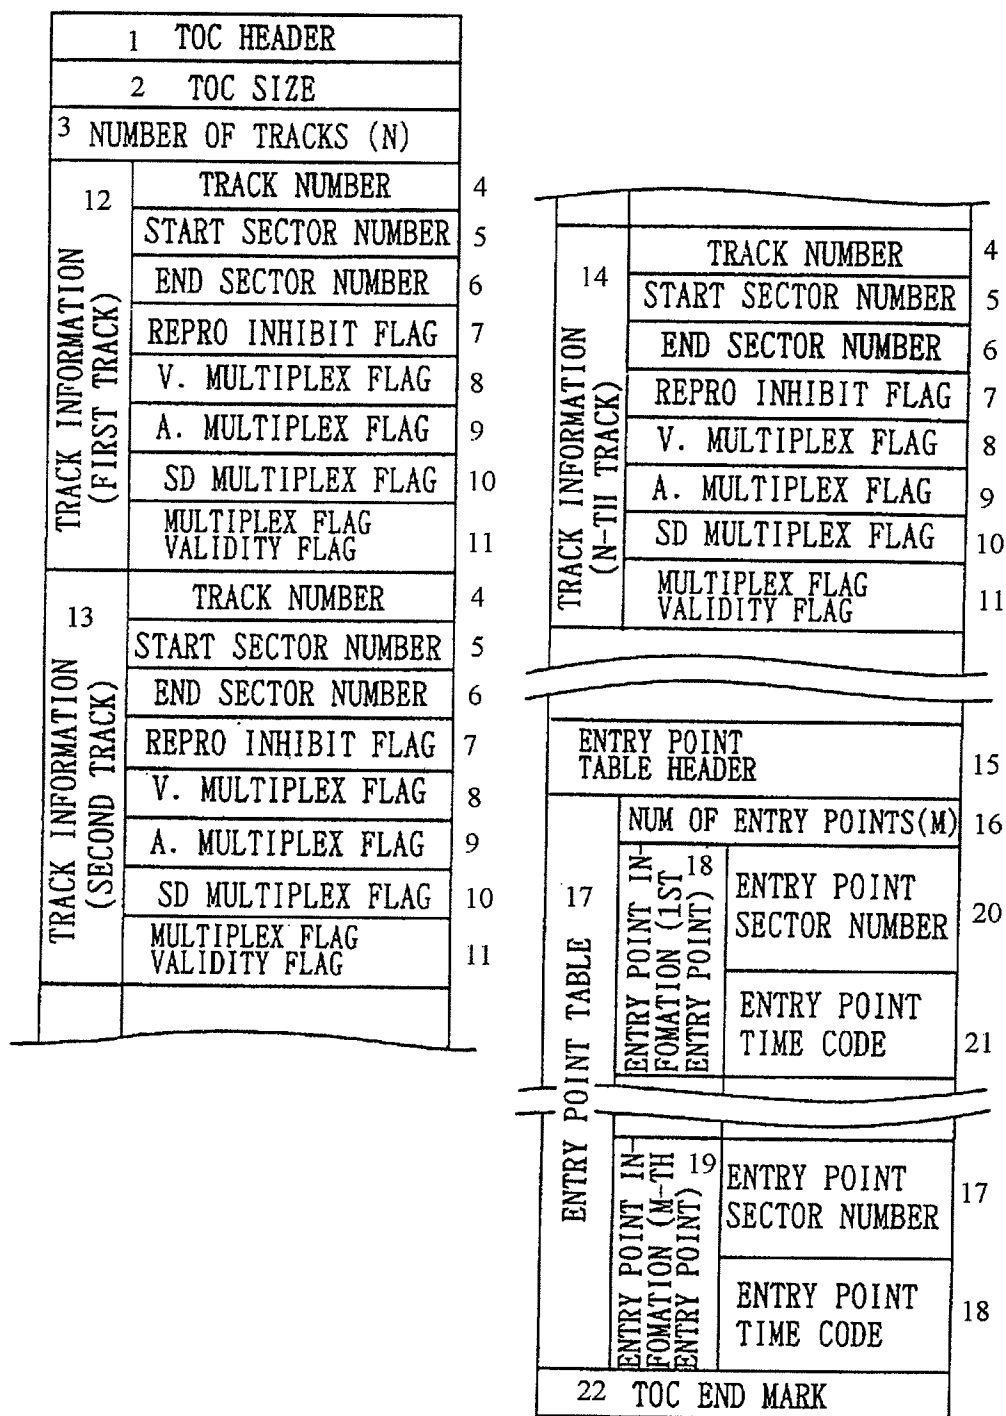 1 TOC HEADER
2 TOC SIZE
3 NUMBER OF TRACKS (N)
12
TRACK INFORMATION
(FIRST TRACK)
TRACK NUMBER 4
START SECTOR NUMBER 5
END SECTOR NUMBER 6
REPRO INHIBIT FLAG 7
V. MULTIPLEX FLAG 8
A. MULTIPLEX FLAG 9
SD MULTIPLEX FLAG 10
MULTIPLEX FLAG
VALIDITY FLAG 11
13
TRACK INFORMATION
(SECOND TRACK)
TRACK NUMBER 4
START SECTOR NUMBER 5
END SECTOR NUMBER 6
REPRO INHIBIT FLAG 7
V. MULTIPLEX FLAG 8
A. MULTIPLEX FLAG 9
SD MULTIPLEX FLAG 10
MULTIPLEX FLAG
VALIDITY FLAG 11
14
TRACK INFORMATION
(N-TH TRACK)
TRACK NUMBER 4
START SECTOR NUMBER 5
END SECTOR NUMBER 6
REPRO INHIBIT FLAG 7
V. MULTIPLEX FLAG 8
A. MULTIPLEX FLAG 9
SD MULTIPLEX FLAG 10
MULTIPLEX FLAG
VALIDITY FLAG 11
ENTRY POINT
TABLE HEADER 15
17
ENTRY POINT TABLE
NUM OF ENTRY POINTS(M) 16
18
ENTRY POINT IN-
FOMATION (1ST
ENTRY POINT)
ENTRY POINT
SECTOR NUMBER 20
ENTRY POINT
TIME CODE 21
19
ENTRY POINT IN-
FOMATION (M-TH
ENTRY POINT)
ENTRY POINT
SECTOR NUMBER 17
ENTRY POINT
TIME CODE 18
22 TOC END MARK